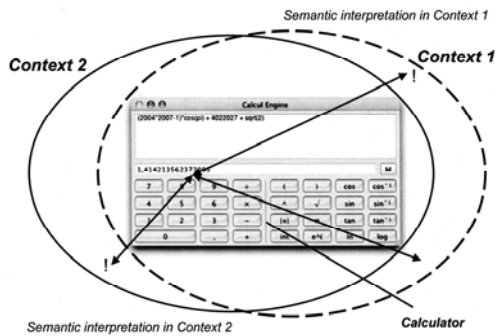 Semantic interpretation in Context 1
Context 2
Context 1
!
Calcul Engine
(2004*2007-1)*cos(pi) + 4022027 + sqrt(2)
7 9 ÷ ( ) cos cos⁻¹
4 5 6 × ^ √ sin sin⁻¹
2 3 − |x| tan tan⁻¹
0 . + int e^( ln log
!
Calculator
Semantic interpretation in Context 2